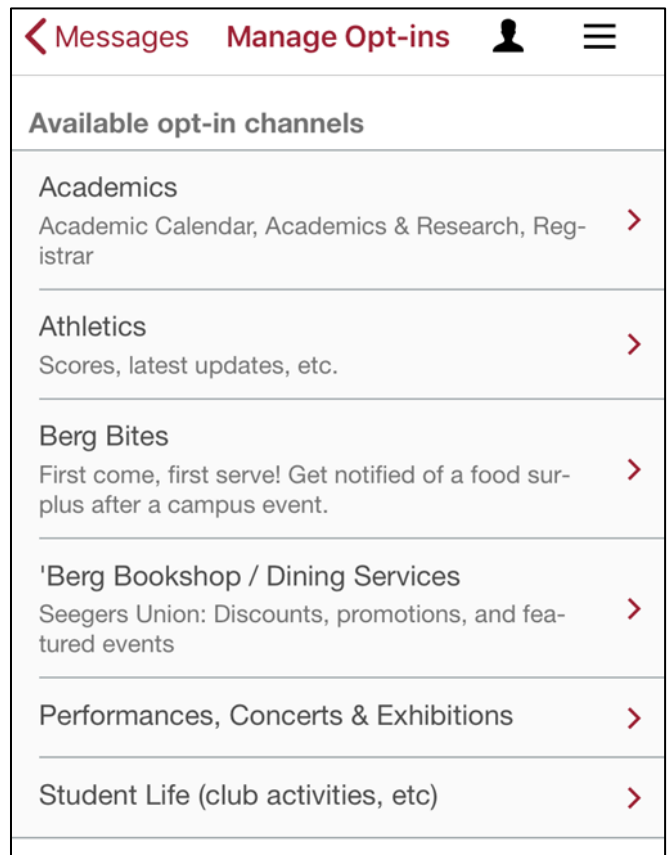 Messages Manage Opt-ins
Available opt-in channels
Academics
Academic Calendar, Academics & Research, Reg-
istrar
Athletics
Scores, latest updates, etc.
Berg Bites
First come, first serve! Get notified of a food sur-
plus after a campus event.
'Berg Bookshop / Dining Services
Seegers Union: Discounts, promotions, and fea-
tured events
Performances, Concerts & Exhibitions
Student Life (club activities, etc)